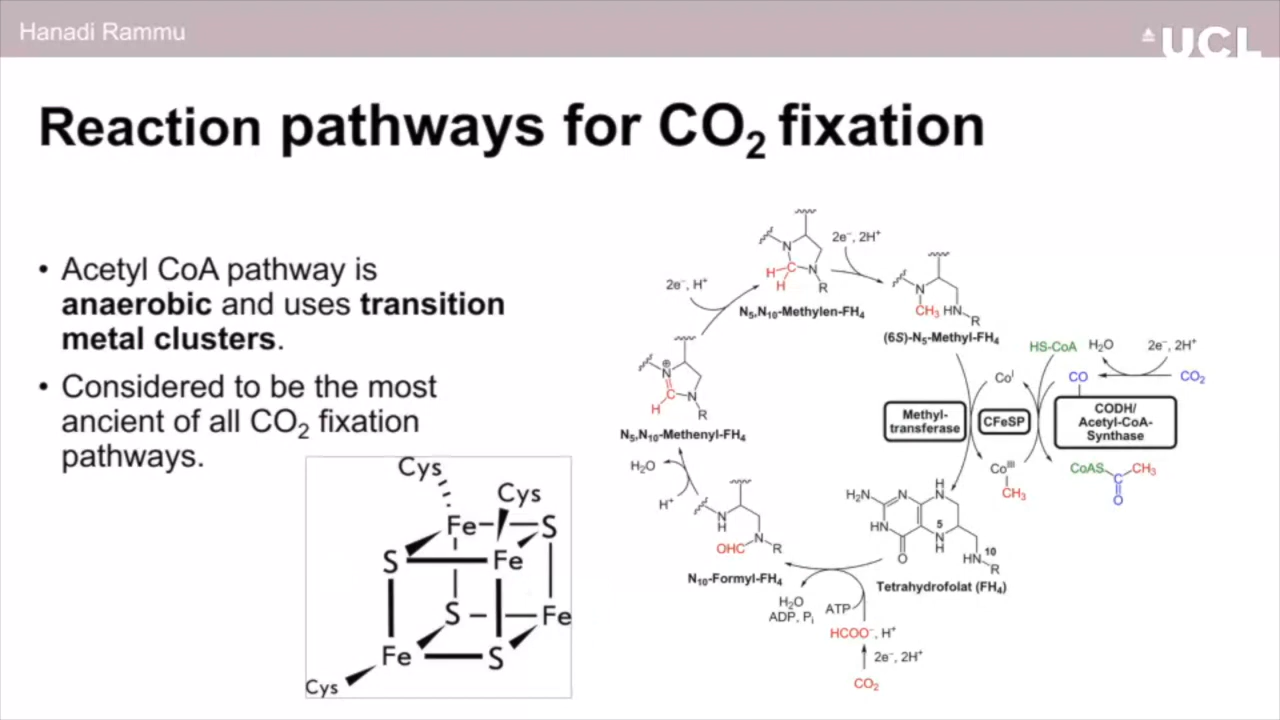 Hanadi Rammu
UCL
Reaction pathways for CO₂ fixation
• Acetyl CoA pathway is
anaerobic and uses transition
metal clusters.
• Considered to be the most
ancient of all CO₂ fixation
pathways.
Cys
Cys
Fe S
S Fe
S Fe
Fe S
Cys
2e⁻, 2H⁺
N
H C N
H R
N₅,N₁₀-Methylen-FH₄
2e⁻, H⁺
N
CH₃ HN R
(6S)-N₅-Methyl-FH₄
N⊕
C N
H R
N₅,N₁₀-Methenyl-FH₄
HS-CoA H₂O 2e⁻, 2H⁺
Coᴵ CO CO₂
Methyl-
transferase
CFeSP
CODH/
Acetyl-CoA-
Synthase
Coᴵᴵᴵ
CH₃
CoAS C CH₃
O
H₂O
H⁺
N
H
OHC N R
N₁₀-Formyl-FH₄
H₂N N H
N
HN 5
O N
H
10
HN R
Tetrahydrofolat (FH₄)
H₂O
ADP, Pᵢ
ATP
HCOO⁻, H⁺
2e⁻, 2H⁺
CO₂